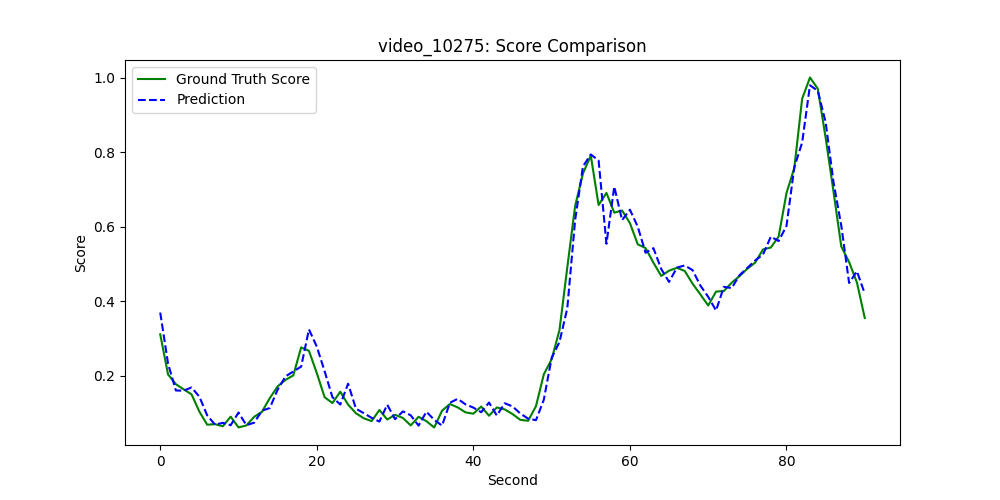 video_10275: Score Comparison
Ground Truth Score
Prediction
1.0
0.8
0.6
0.4
0.2
Score
0 20 40 60 80
Second